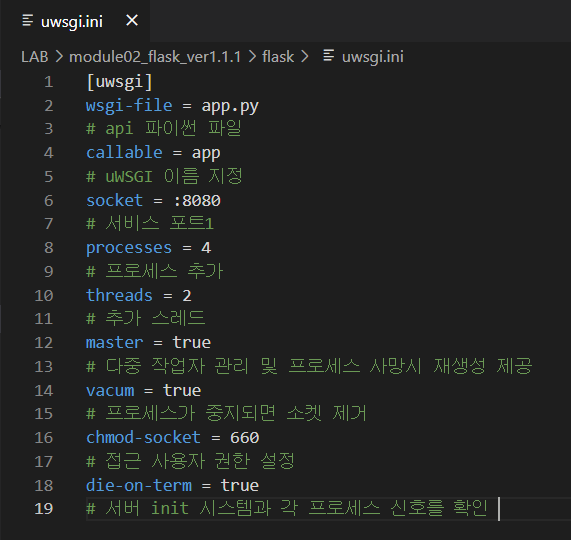 uwsgi.ini
LAB > module02_flask_ver1.1.1 > flask > uwsgi.ini
1 [uwsgi]
2 wsgi-file = app.py
3 # api 파이썬 파일
4 callable = app
5 # uWSGI 이름 지정
6 socket = :8080
7 # 서비스 포트1
8 processes = 4
9 # 프로세스 추가
10 threads = 2
11 # 추가 스레드
12 master = true
13 # 다중 작업자 관리 및 프로세스 사망시 재생성 제공
14 vacum = true
15 # 프로세스가 중지되면 소켓 제거
16 chmod-socket = 660
17 # 접근 사용자 권한 설정
18 die-on-term = true
19 # 서버 init 시스템과 각 프로세스 신호를 확인